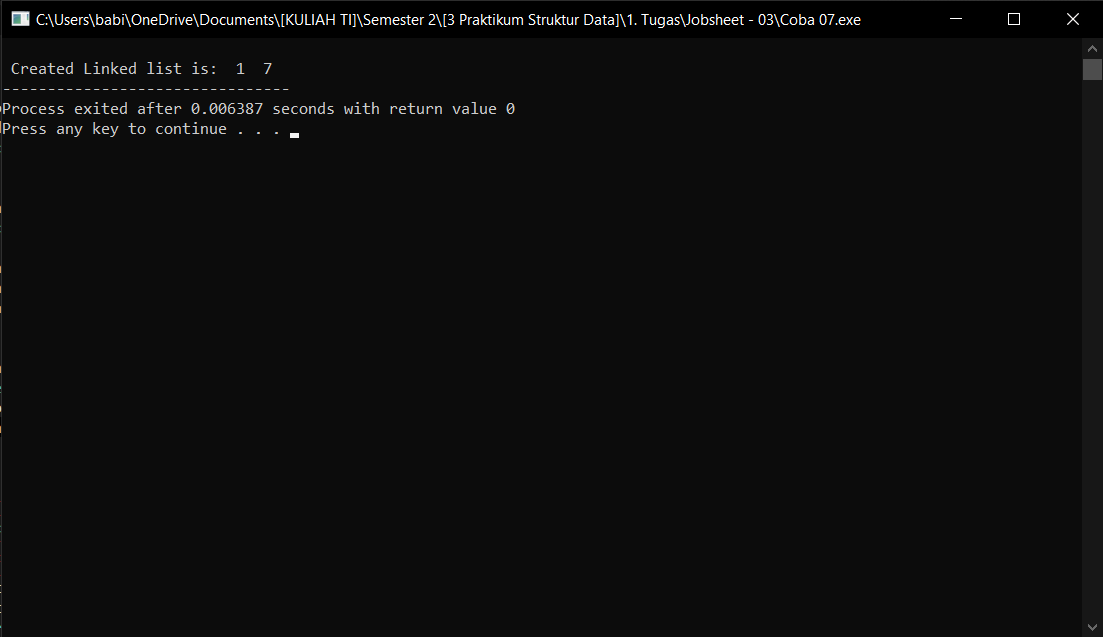 C:\Users\babi\OneDrive\Documents\[KULIAH TI]\Semester 2\[3 Praktikum Struktur Data]\1. Tugas\Jobsheet - 03\Coba 07.exe
Created Linked list is:  1  7
--------------------------------
Process exited after 0.006387 seconds with return value 0
Press any key to continue . . .